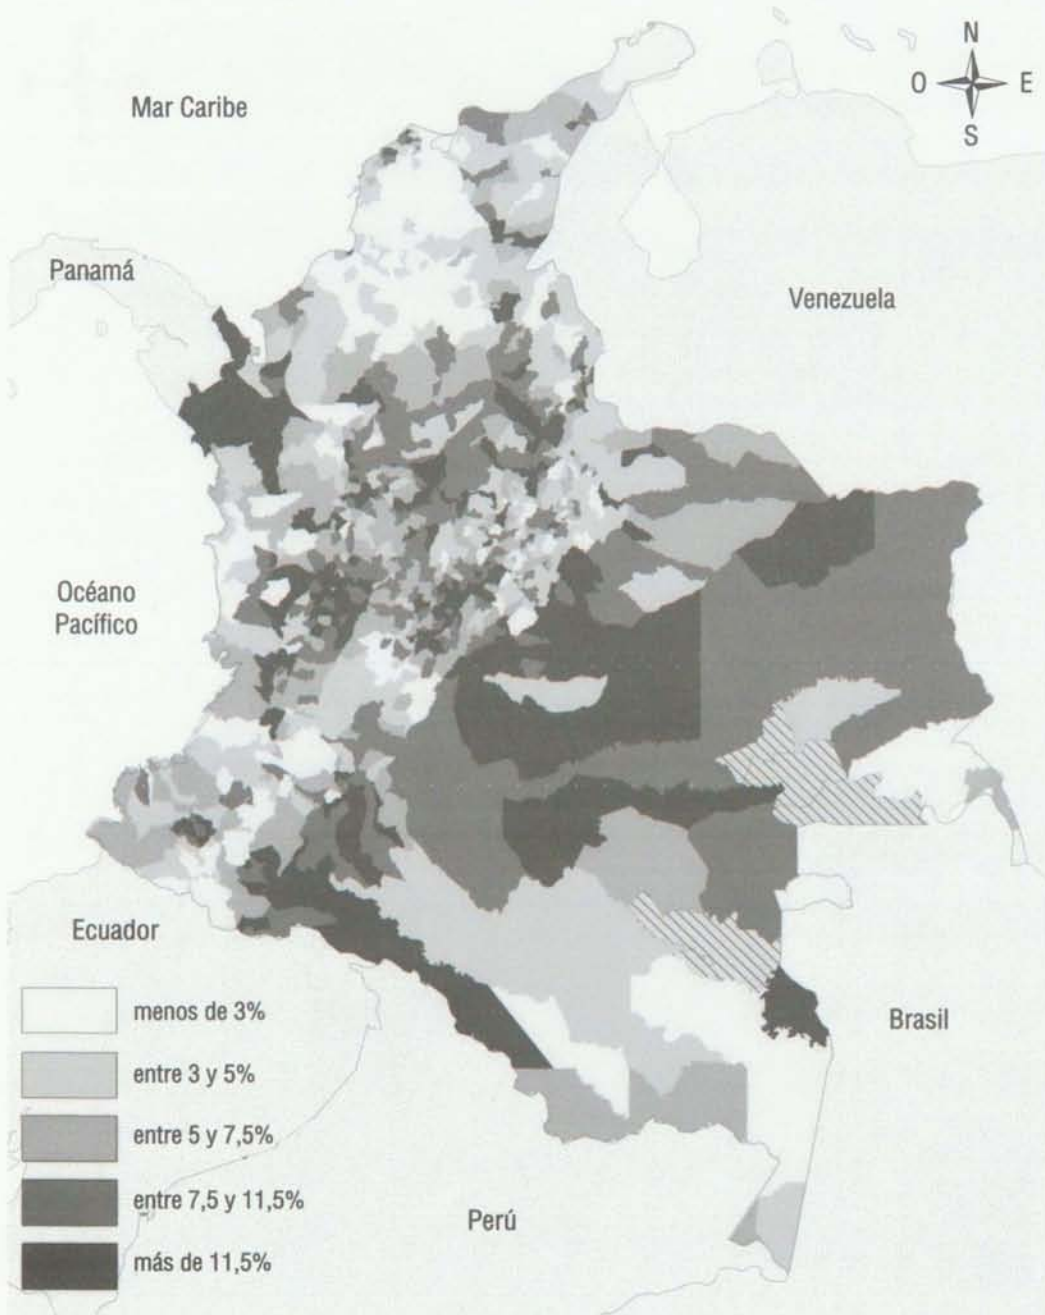 N
O E
S
Mar Caribe
Panamá
Venezuela
Océano
Pacífico
Ecuador
Brasil
Perú
menos de 3%
entre 3 y 5%
entre 5 y 7,5%
entre 7,5 y 11,5%
más de 11,5%